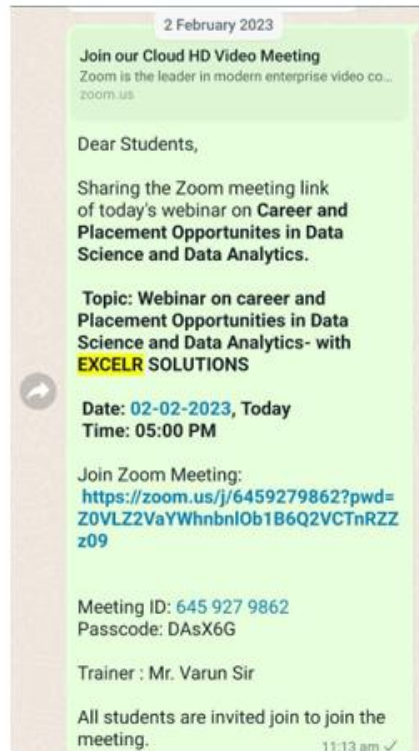 2 February 2023
Join our Cloud HD Video Meeting
Zoom is the leader in modern enterprise video co...
zoom.us
Dear Students,
Sharing the Zoom meeting link
of today's webinar on Career and
Placement Opportunites in Data
Science and Data Analytics.
Topic: Webinar on career and
Placement Opportunities in Data
Science and Data Analytics- with
EXCELR SOLUTIONS
Date: 02-02-2023, Today
Time: 05:00 PM
Join Zoom Meeting:
https://zoom.us/j/6459279862?pwd=
Z0VLZ2VaYWhnbnlOb1B6Q2VCTnRZZ
z09
Meeting ID: 645 927 9862
Passcode: DAsX6G
Trainer : Mr. Varun Sir
All students are invited join to join the
meeting.
11:13 am